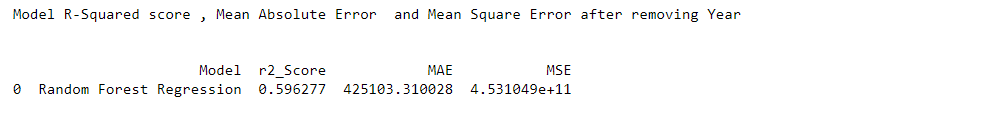 Model R-Squared score , Mean Absolute Error  and Mean Square Error after removing Year
Model  r2_Score            MAE           MSE
0  Random Forest Regression  0.596277  425103.310028  4.531049e+11